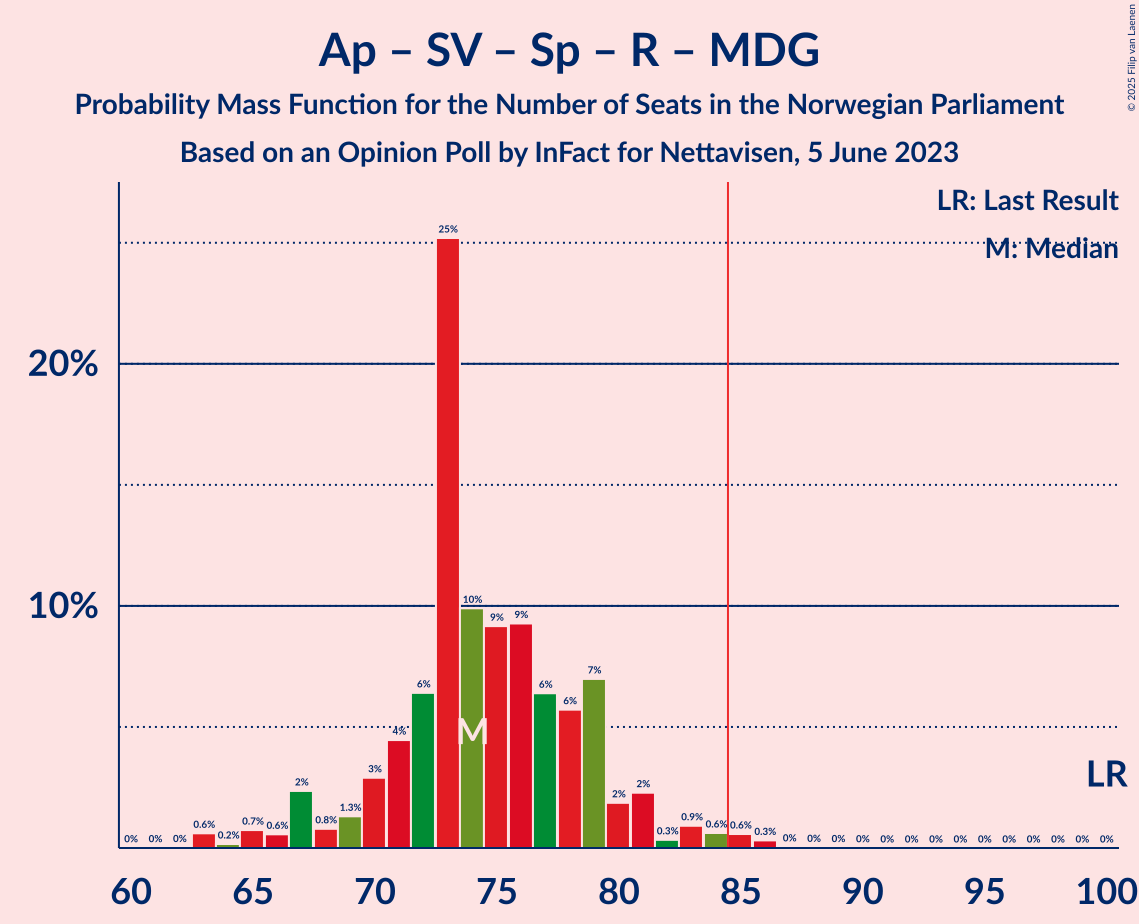 Ap – SV – Sp – R – MDG
Probability Mass Function for the Number of Seats in the Norwegian Parliament
Based on an Opinion Poll by InFact for Nettavisen, 5 June 2023
© 2025 Filip van Laenen
LR: Last Result
M: Median
20%
10%
0% 0% 0% 0.6% 0.2% 0.7% 0.6% 2% 0.8% 1.3% 3% 4% 6% 25% 10% 9% 9% 6% 6% 7% 2% 2% 0.3% 0.9% 0.6% 0.6% 0.3% 0% 0% 0% 0% 0% 0% 0% 0% 0% 0% 0% 0% 0% 0%
M
LR
60 65 70 75 80 85 90 95 100